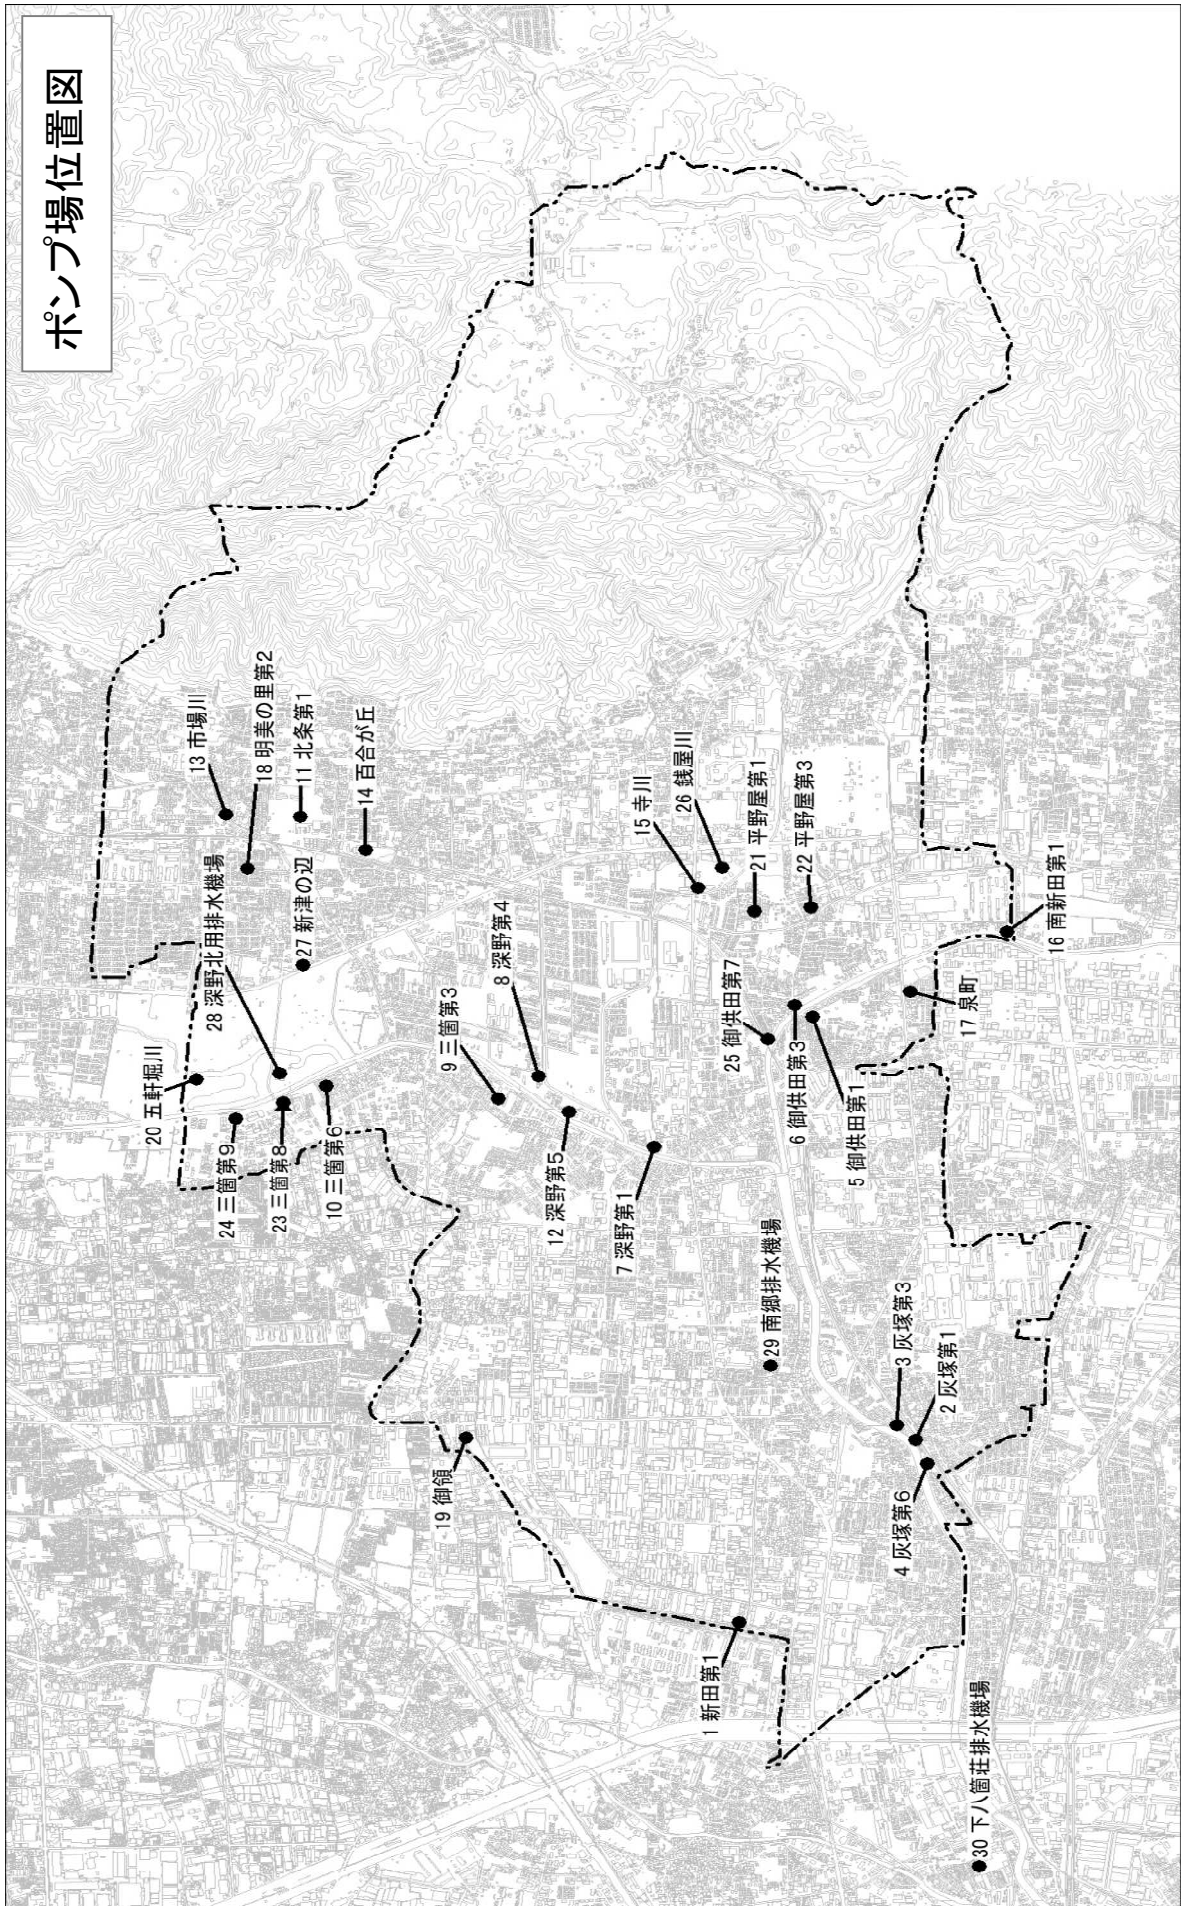 ポンプ場位置図
1 新田第1
2 灰塚第1
3 灰塚第3
4 灰塚第6
5 御供田第1
6 御供田第3
7 深野第1
8 深野第4
9 三箇第3
10 三箇第6
11 北条第1
12 深野第5
13 市場川
14 百合が丘
15 寺川
16 南新田第1
17 泉町
18 明美の里第2
19 御領
20 五軒堀川
21 平野屋第1
22 平野屋第3
23 三箇第8
24 三箇第9
25 御供田第7
26 銭屋川
27 新津の辺
28 深野北用排水機場
29 南郷排水機場
30 下八箇荘排水機場